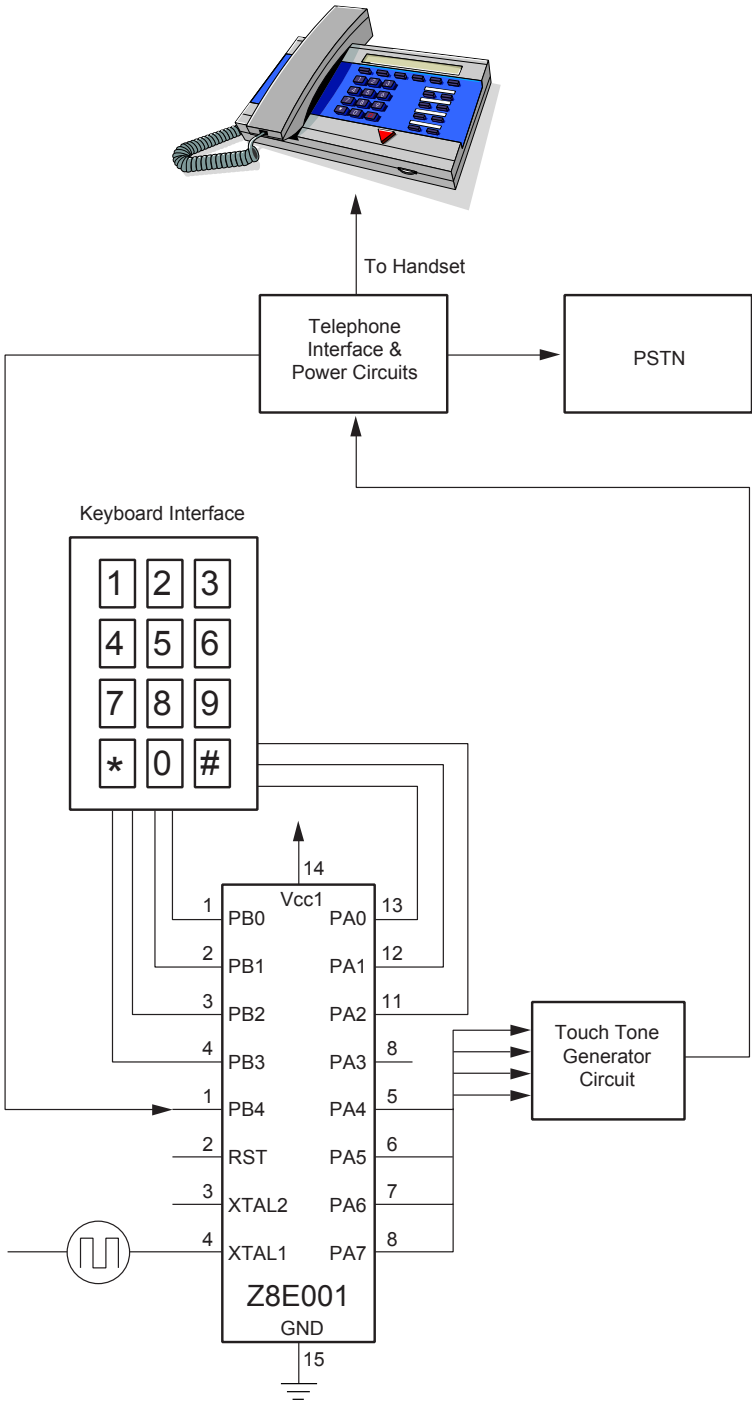 To Handset
Telephone
Interface &
Power Circuits
PSTN
Keyboard Interface
1 2 3
4 5 6
7 8 9
* 0 #
14
Vcc1
1 PB0 PA0 13
2 PB1 PA1 12
3 PB2 PA2 11
4 PB3 PA3 8
1 PB4 PA4 5
2 RST PA5 6
3 XTAL2 PA6 7
4 XTAL1 PA7 8
Touch Tone
Generator
Circuit
Z8E001
GND
15